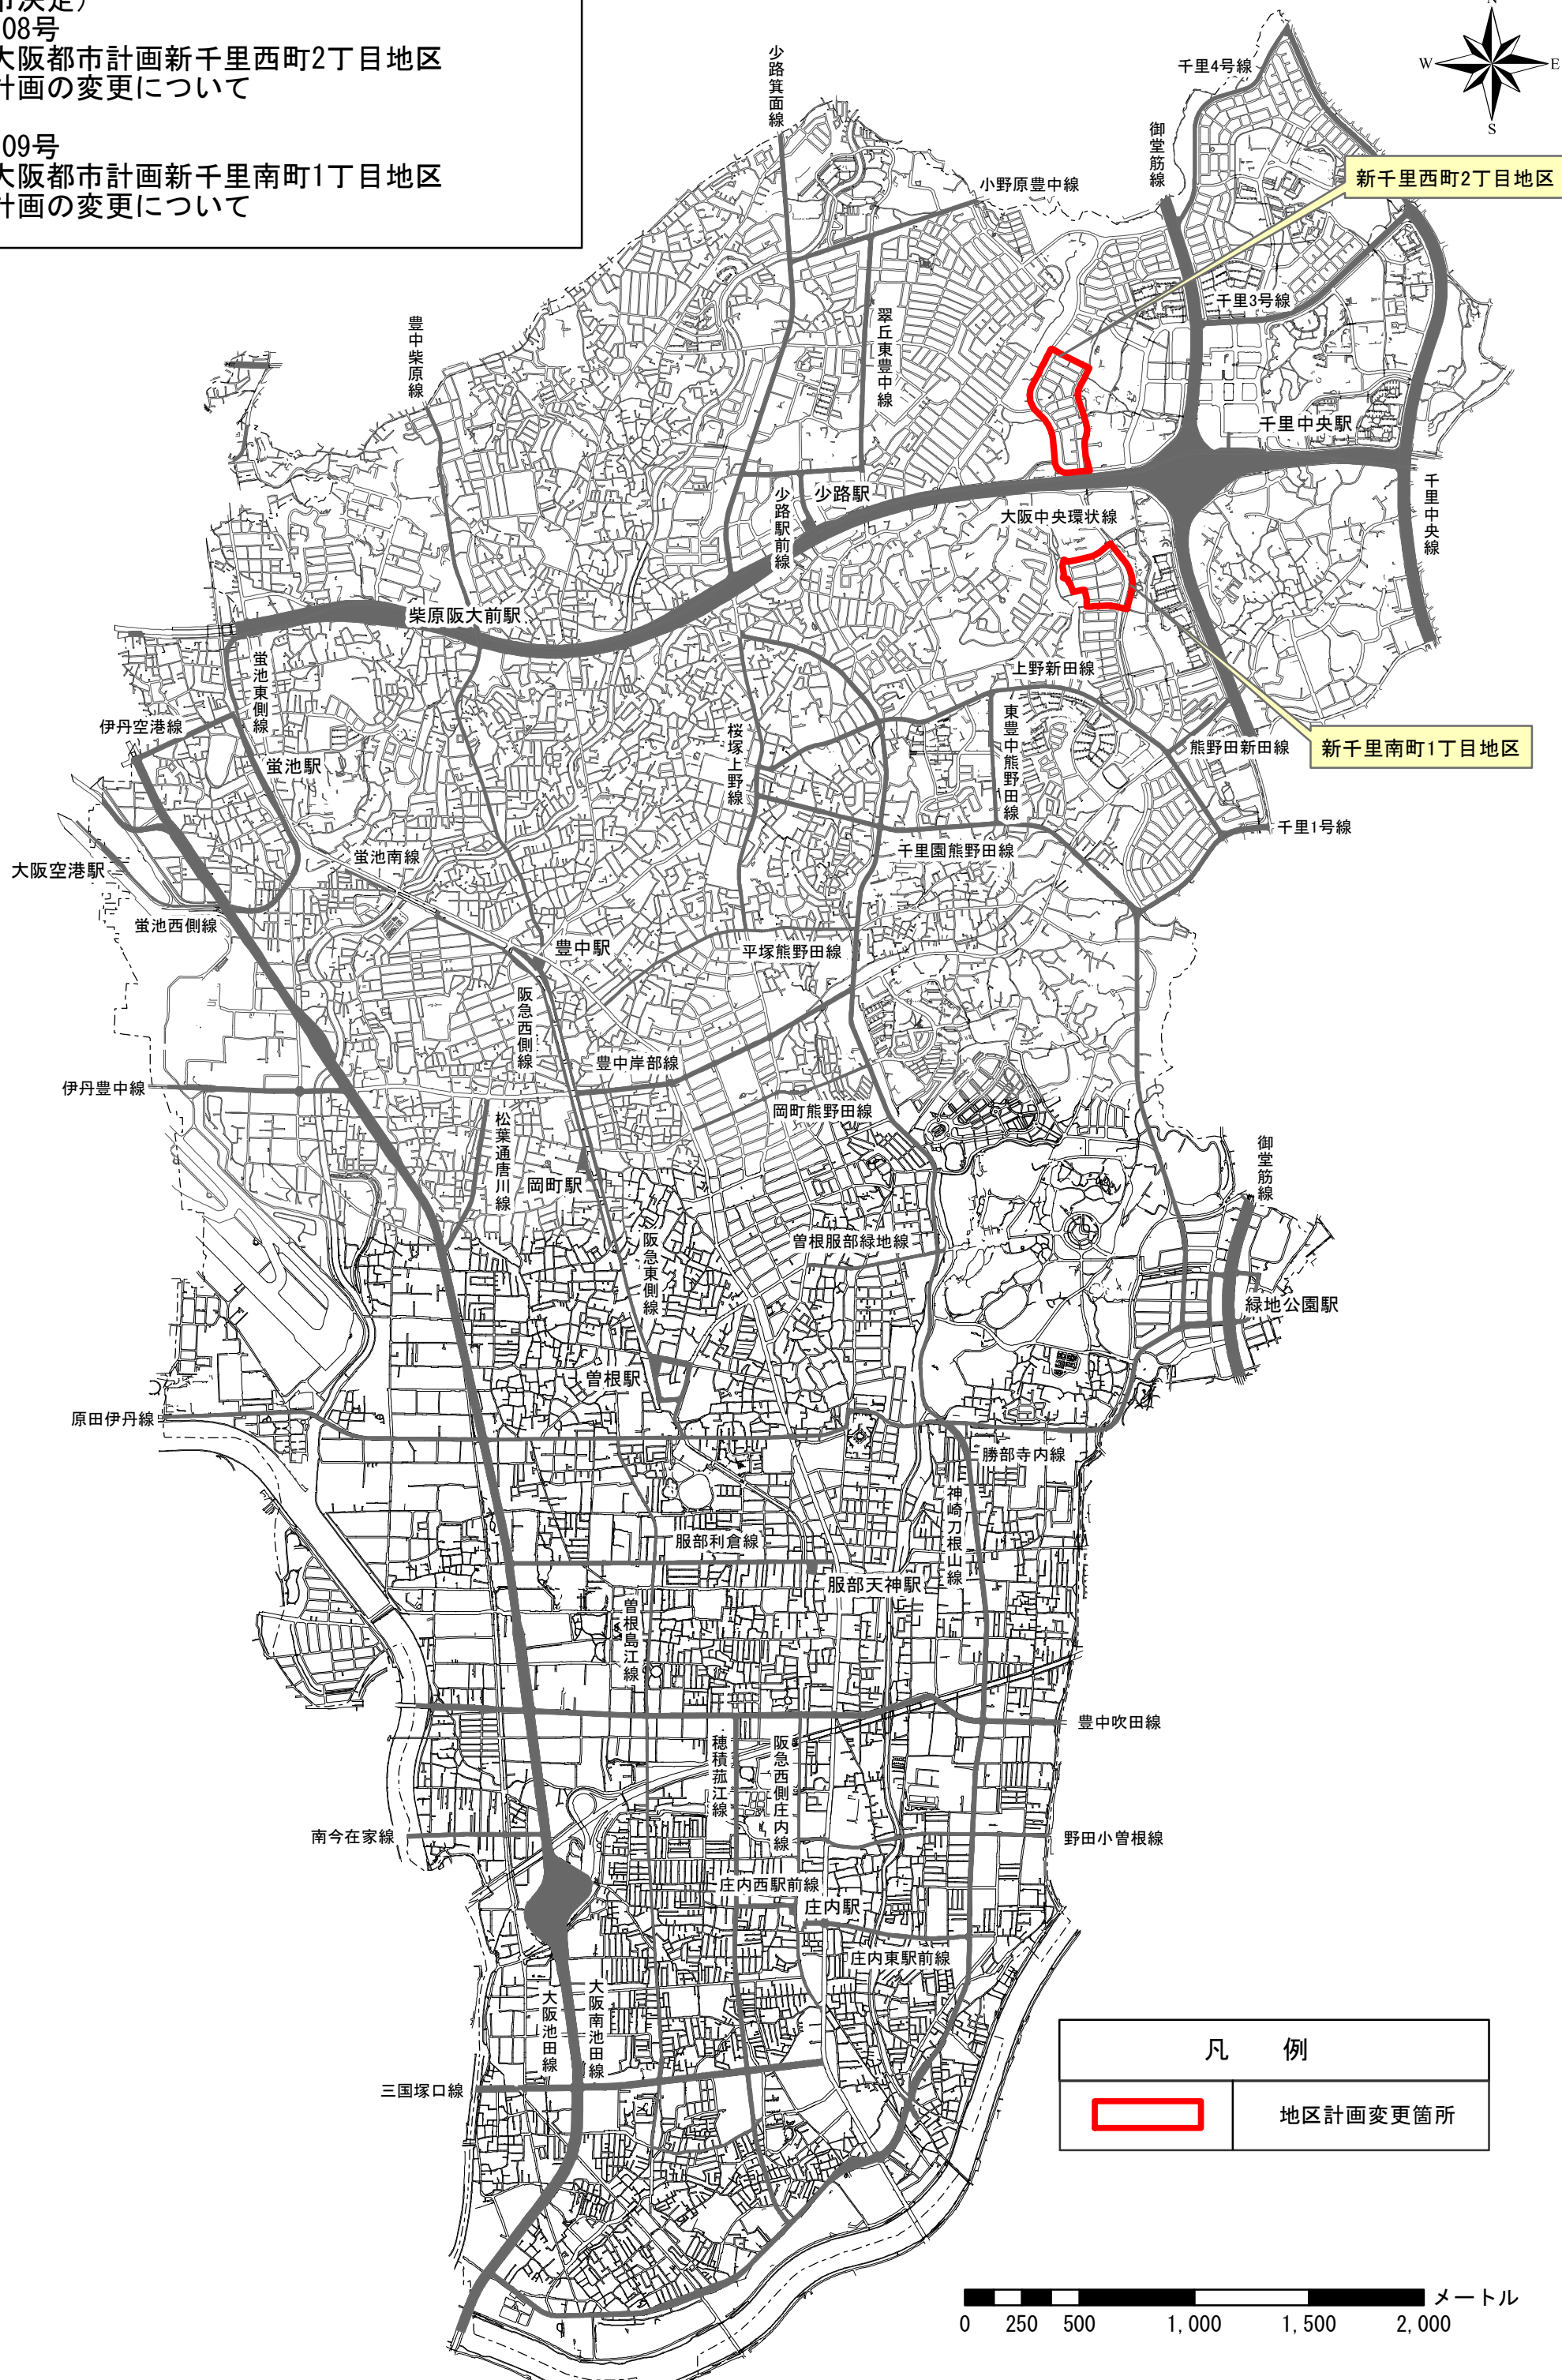 市決定）
08号
大阪都市計画新千里西町2丁目地区
計画の変更について
09号
大阪都市計画新千里南町1丁目地区
計画の変更について
N
W
E
S
千里4号線
少路箕面線
御堂筋線
新千里西町2丁目地区
小野原豊中線
千里3号線
翠丘東豊中線
豊中柴原線
千里中央駅
千里中央線
少路駅
少路駅前線
大阪中央環状線
柴原阪大前駅
蛍池東側線
上野新田線
東豊中熊野田線
伊丹空港線
桜塚上野線
熊野田新田線
新千里南町1丁目地区
蛍池駅
千里1号線
蛍池南線
千里園熊野田線
大阪空港駅
蛍池西側線
豊中駅
平塚熊野田線
阪急西側線
豊中岸部線
伊丹豊中線
岡町熊野田線
松葉通唐川線
御堂筋線
岡町駅
阪急東側線
曽根服部緑地線
緑地公園駅
曽根駅
原田伊丹線
勝部寺内線
神崎刀根山線
服部利倉線
服部天神駅
曽根島江線
豊中吹田線
穂積菰江線
阪急西側庄内線
南今在家線
野田小曽根線
庄内西駅前線
庄内駅
庄内東駅前線
大阪池田線
大阪南池田線
三国塚口線
凡　例
地区計画変更箇所
メートル
0 250 500 1,000 1,500 2,000